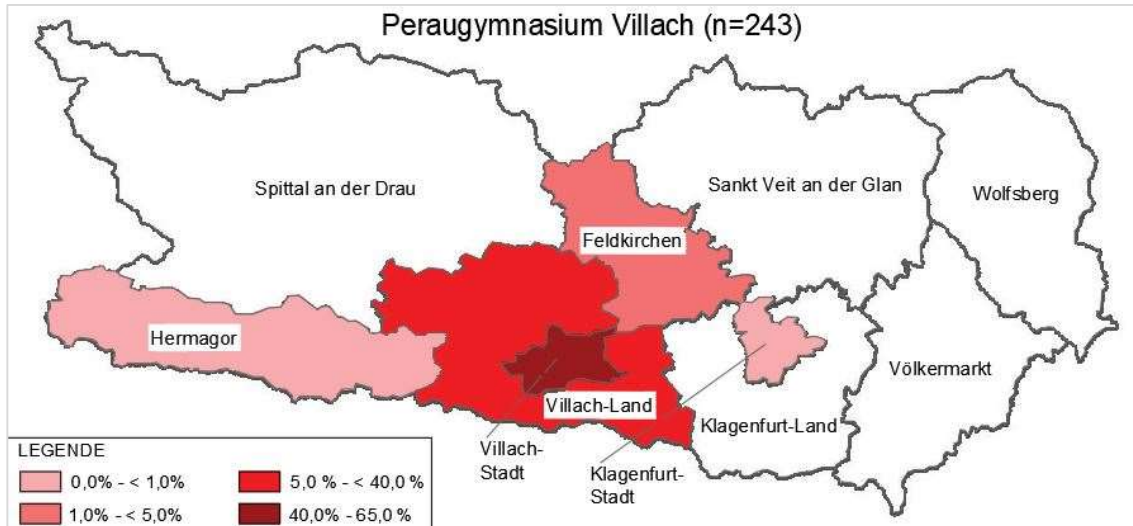 Peraugymnasium Villach (n=243)
Spittal an der Drau
Sankt Veit an der Glan
Wolfsberg
Feldkirchen
Hermagor
Völkermarkt
Villach-Land
Klagenfurt-Land
Villach-
Stadt
Klagenfurt-
Stadt
LEGENDE
0,0% - < 1,0%
5,0 % - < 40,0 %
1,0% - < 5,0%
40,0% - 65,0 %